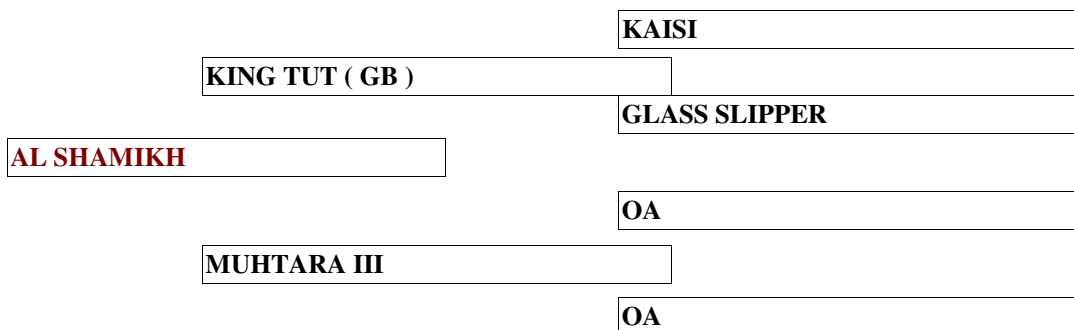 KAISI
KING TUT ( GB )
GLASS SLIPPER
AL SHAMIKH
OA
MUHTARA III
OA